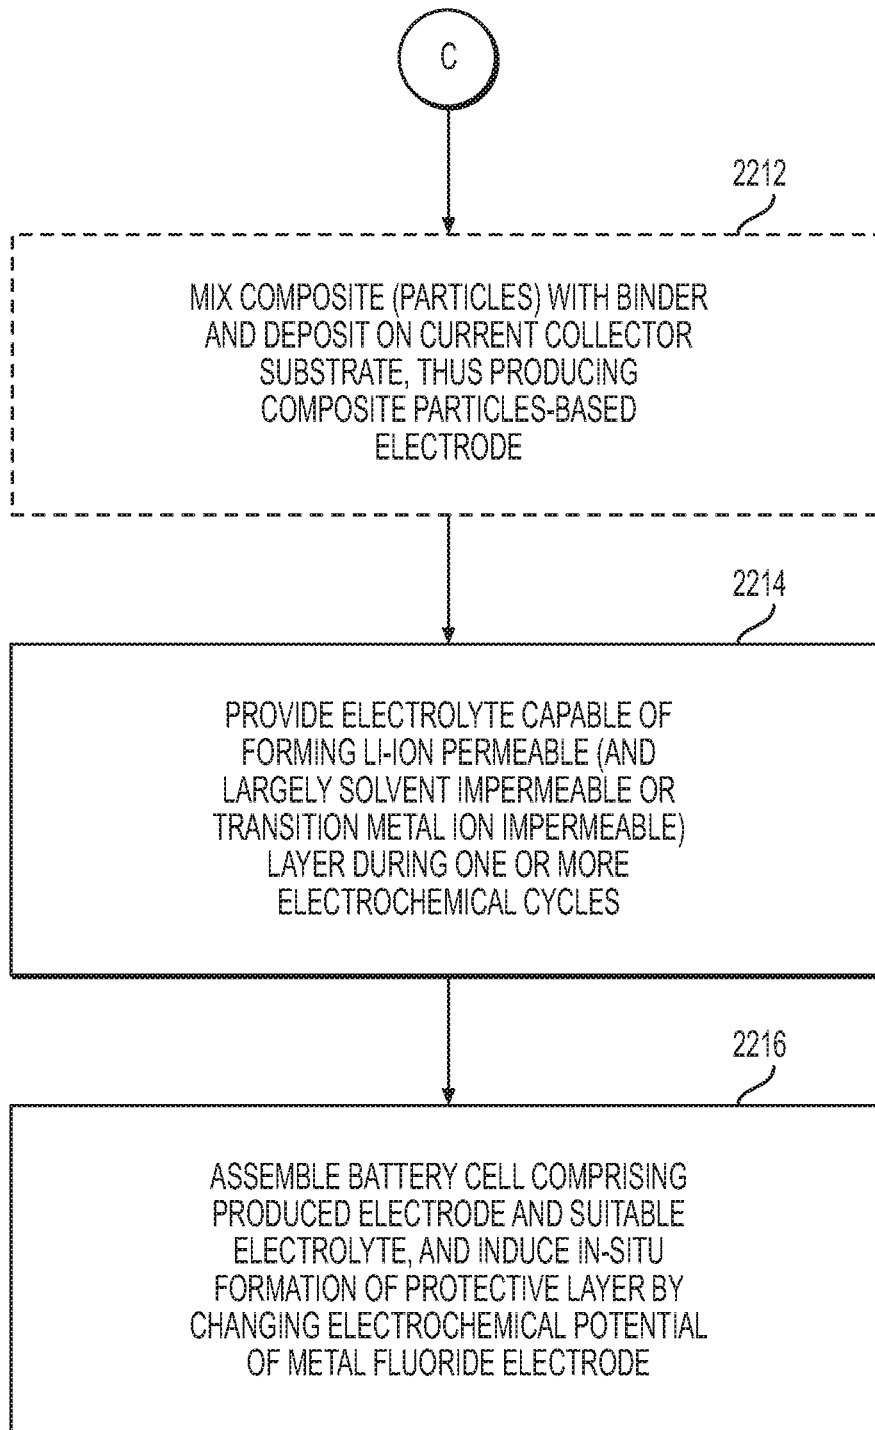 C
2212
MIX COMPOSITE (PARTICLES) WITH BINDER
AND DEPOSIT ON CURRENT COLLECTOR
SUBSTRATE, THUS PRODUCING
COMPOSITE PARTICLES-BASED
ELECTRODE
2214
PROVIDE ELECTROLYTE CAPABLE OF
FORMING LI-ION PERMEABLE (AND
LARGELY SOLVENT IMPERMEABLE OR
TRANSITION METAL ION IMPERMEABLE)
LAYER DURING ONE OR MORE
ELECTROCHEMICAL CYCLES
2216
ASSEMBLE BATTERY CELL COMPRISING
PRODUCED ELECTRODE AND SUITABLE
ELECTROLYTE, AND INDUCE IN-SITU
FORMATION OF PROTECTIVE LAYER BY
CHANGING ELECTROCHEMICAL POTENTIAL
OF METAL FLUORIDE ELECTRODE